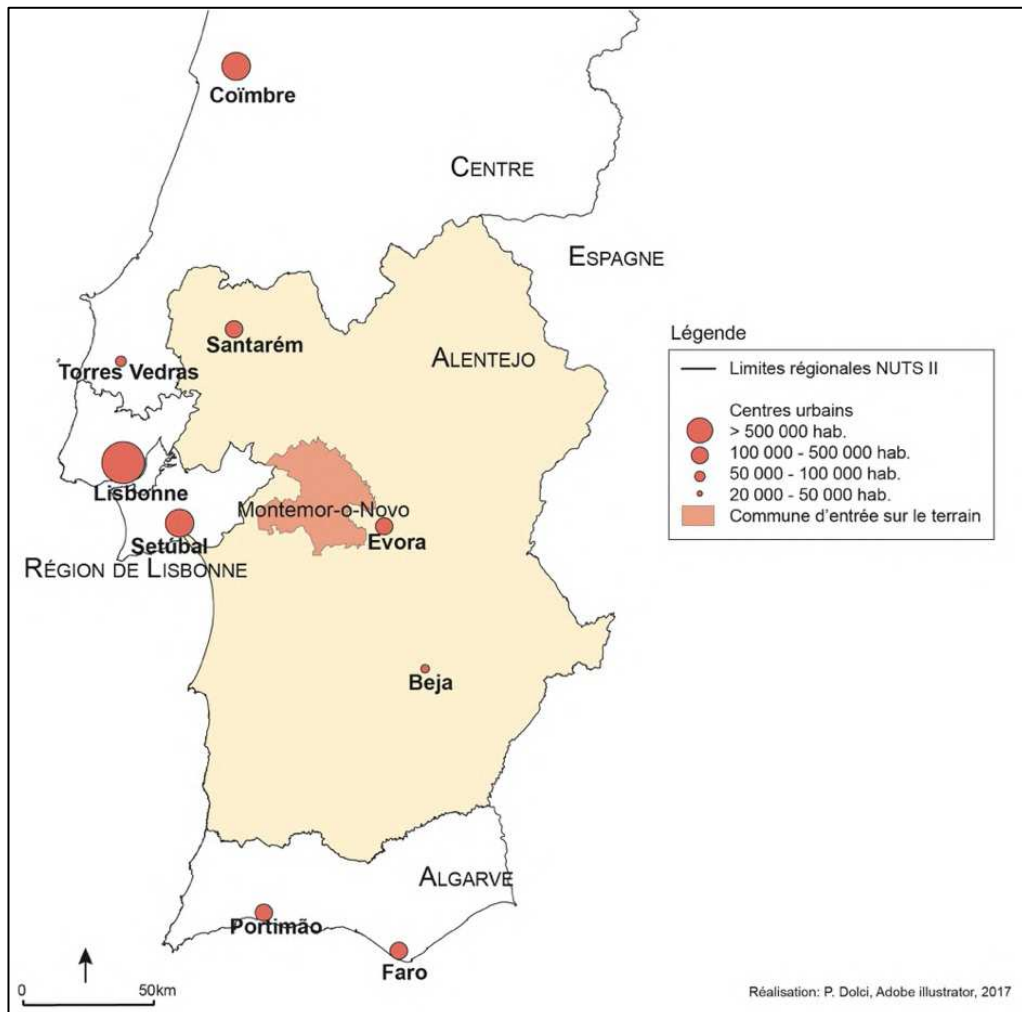 Coïmbre
CENTRE
ESPAGNE
Santarém
ALENTEJO
Torres Vedras
Lisbonne
Montemor-o-Novo
Setúbal
Evora
RÉGION DE LISBONNE
Beja
ALGARVE
Portimão
Faro
0 50km
Légende
Limites régionales NUTS II
Centres urbains
> 500 000 hab.
100 000 - 500 000 hab.
50 000 - 100 000 hab.
20 000 - 50 000 hab.
Commune d'entrée sur le terrain
Réalisation: P. Dolci, Adobe illustrator, 2017